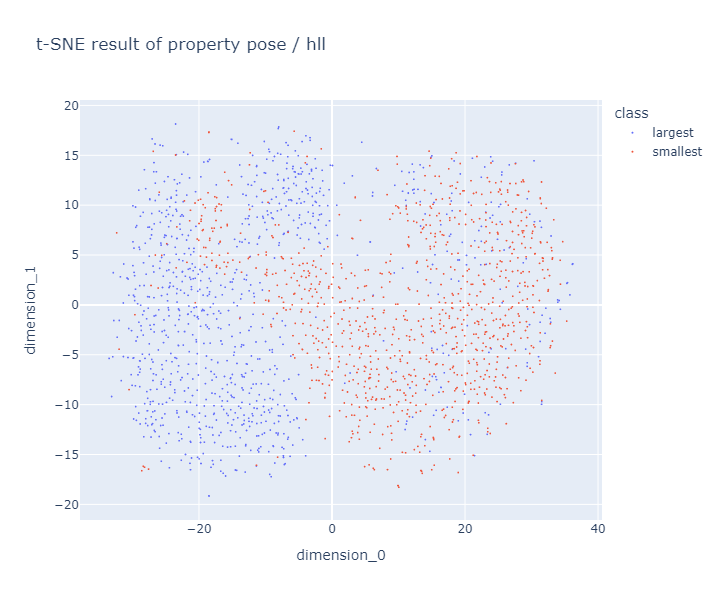 t-SNE result of property pose / hll
class
largest
smallest
20
15
10
5
0
−5
−10
−15
−20
dimension_1
−20
0
20
40
dimension_0